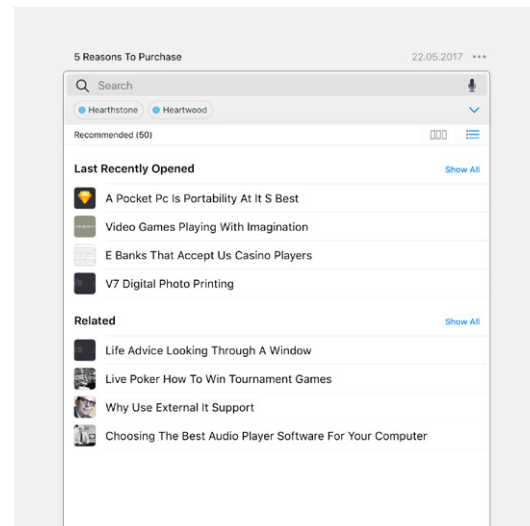 5 Reasons To Purchase
22.05.2017
Search
Hearthstone Heartwood
Recommended (50)
Last Recently Opened Show All
A Pocket Pc Is Portability At It S Best
Video Games Playing With Imagination
E Banks That Accept Us Casino Players
V7 Digital Photo Printing
Related Show All
Life Advice Looking Through A Window
Live Poker How To Win Tournament Games
Why Use External It Support
Choosing The Best Audio Player Software For Your Computer